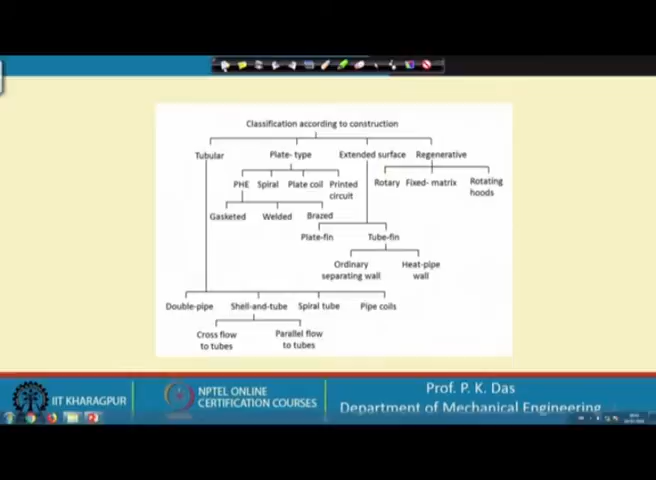 Classification according to construction
Tubular Plate- type Extended surface Regenerative
PHE Spiral Plate coil Printed circuit Rotary Fixed- matrix Rotating hoods
Gasketed Welded Brazed
Plate-fin Tube-fin
Ordinary separating wall Heat-pipe wall
Double-pipe Shell-and-tube Spiral tube Pipe coils
Cross flow to tubes Parallel flow to tubes
IIT KHARAGPUR
NPTEL ONLINE
CERTIFICATION COURSES
Prof. P. K. Das
Department of Mechanical Engineering